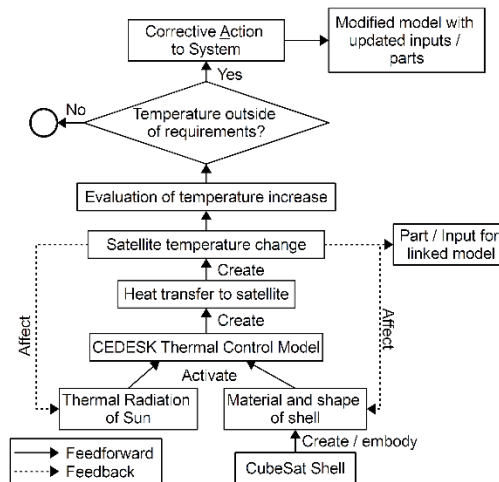 Corrective Action
to System
Modified model with
updated inputs /
parts
Yes
No
Temperature outside
of requirements?
Evaluation of temperature increase
Satellite temperature change
Part / Input for
linked model
Create
Heat transfer to satellite
Affect
Affect
Create
CEDESK Thermal Control Model
Activate
Thermal Radiation
of Sun
Material and shape
of shell
Create / embody
Feedforward
Feedback
CubeSat Shell